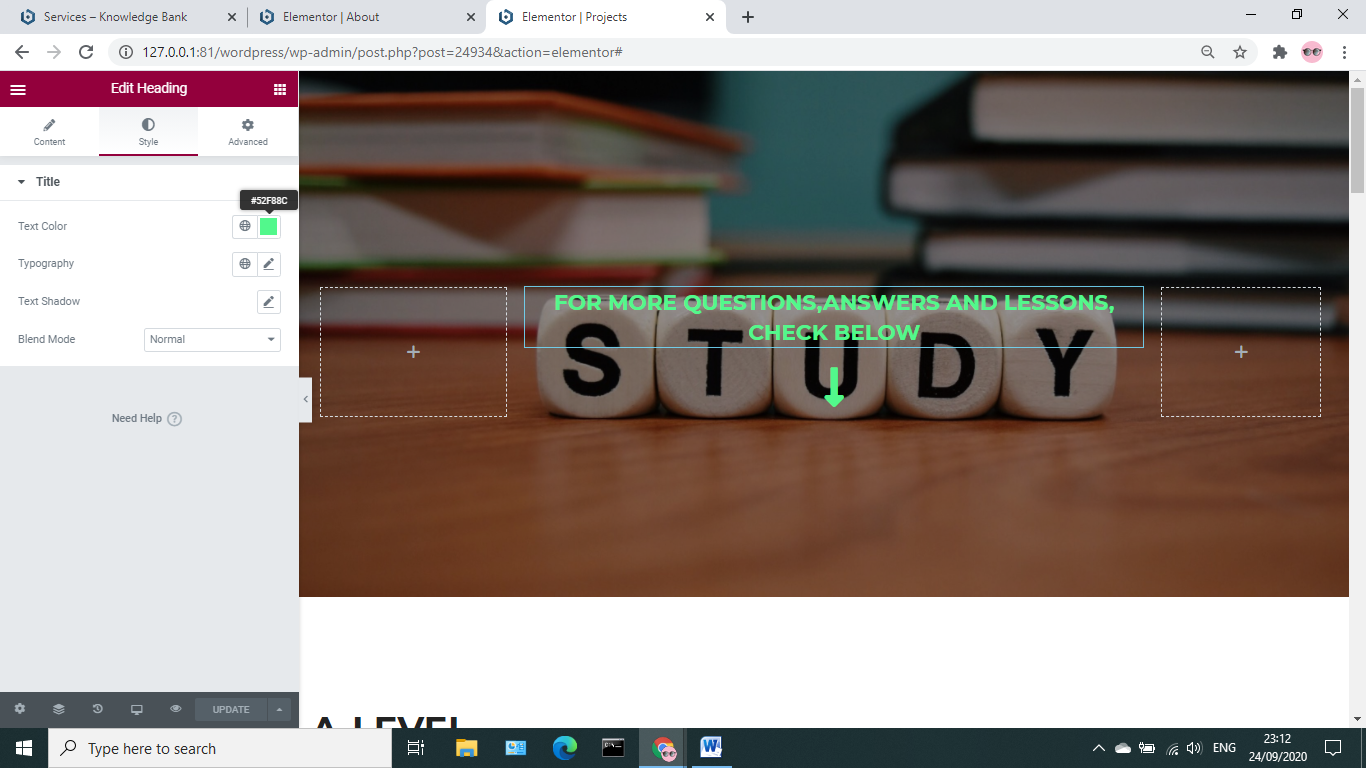 Services – Knowledge Bank
Elementor | About
Elementor | Projects
127.0.0.1:81/wordpress/wp-admin/post.php?post=24934&action=elementor#
Edit Heading
Content
Style
Advanced
Title
#52F88C
Text Color
Typography
Text Shadow
Blend Mode
Normal
Need Help
?
UPDATE
FOR MORE QUESTIONS,ANSWERS AND LESSONS,
CHECK BELOW
STUDY
A-LEVEL
Type here to search
ENG
23:12
24/09/2020